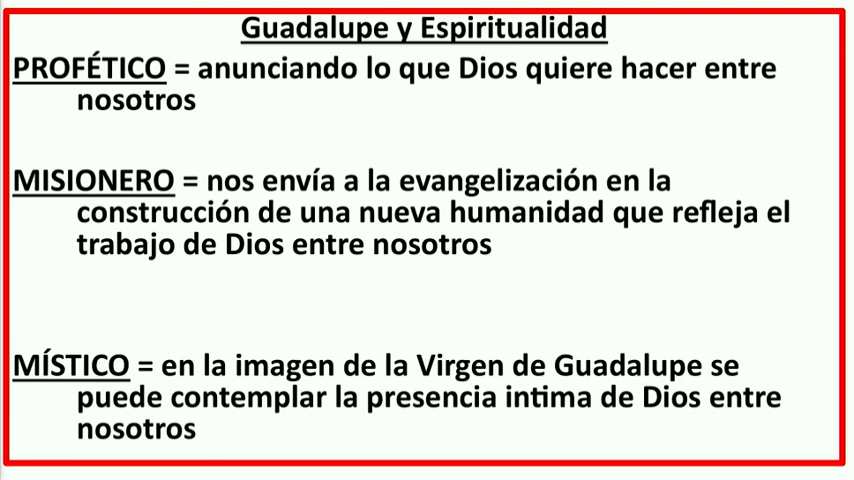 Guadalupe y Espiritualidad
PROFÉTICO = anunciando lo que Dios quiere hacer entre
nosotros
MISIONERO = nos envía a la evangelización en la
construcción de una nueva humanidad que refleja el
trabajo de Dios entre nosotros
MÍSTICO = en la imagen de la Virgen de Guadalupe se
puede contemplar la presencia intima de Dios entre
nosotros